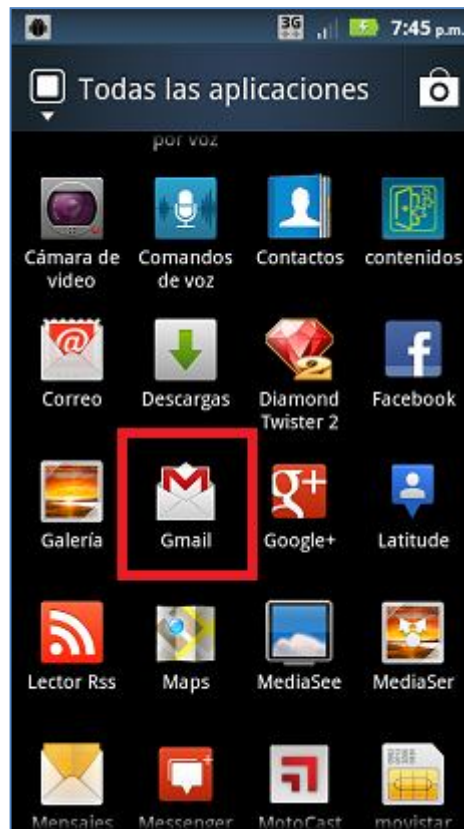 3G 7:45 p.m.
Todas las aplicaciones
por voz
Cámara de video
Comandos de voz
Contactos
contenidos
Correo
Descargas
Diamond Twister 2
Facebook
Galería
Gmail
Google+
Latitude
Lector Rss
Maps
MediaSee
MediaSer
Mensajes
Messenger
MotoCast
movistar